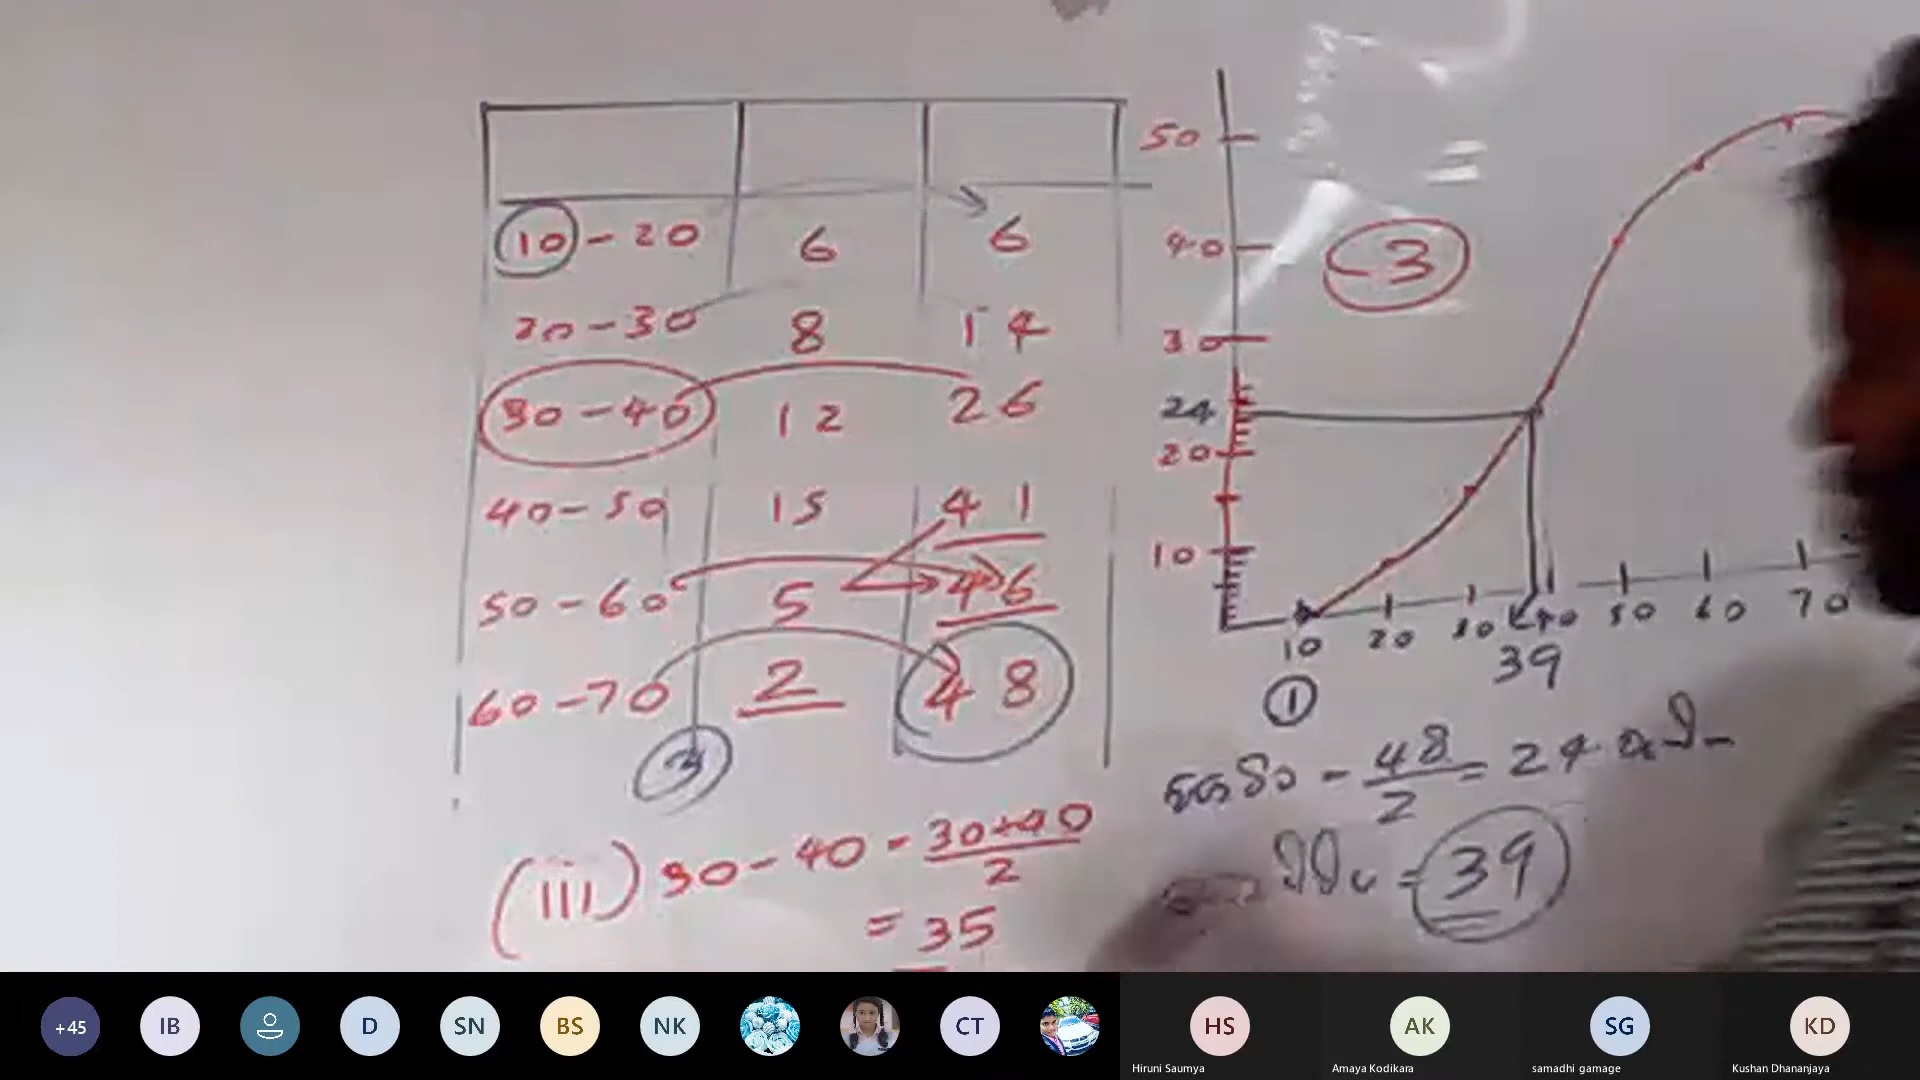 10 - 20 6 6
20 - 30 8 14
30 - 40 12 26
40 - 50 15 41
50 - 60 5 46
60 - 70 2 48
3
(iii) 30 - 40 - 30+40
2
= 35
50
40
3
30
24
20
10
10 20 30 40 50 60 70
39
1
48
2
= 24
= 39
+45
IB
D
SN
BS
NK
CT
HS
AK
SG
KD
Hiruni Saumya
Amaya Kodikara
samadhi gamage
Kushan Dhananjaya